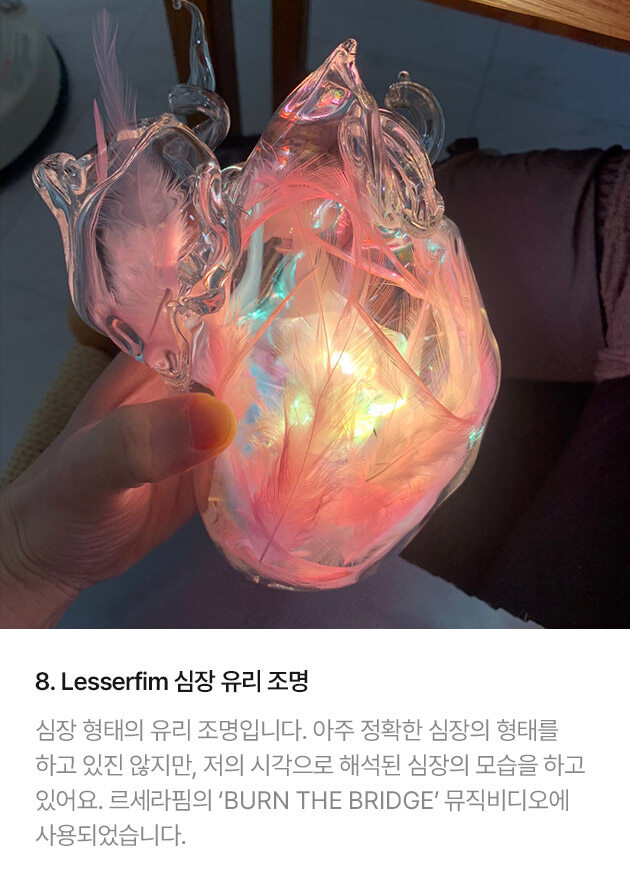 8. Lesserfim 심장 유리 조명
심장 형태의 유리 조명입니다. 아주 정확한 심장의 형태를
하고 있진 않지만, 저의 시각으로 해석된 심장의 모습을 하고
있어요. 르세라핌의 ‘BURN THE BRIDGE’ 뮤직비디오에
사용되었습니다.